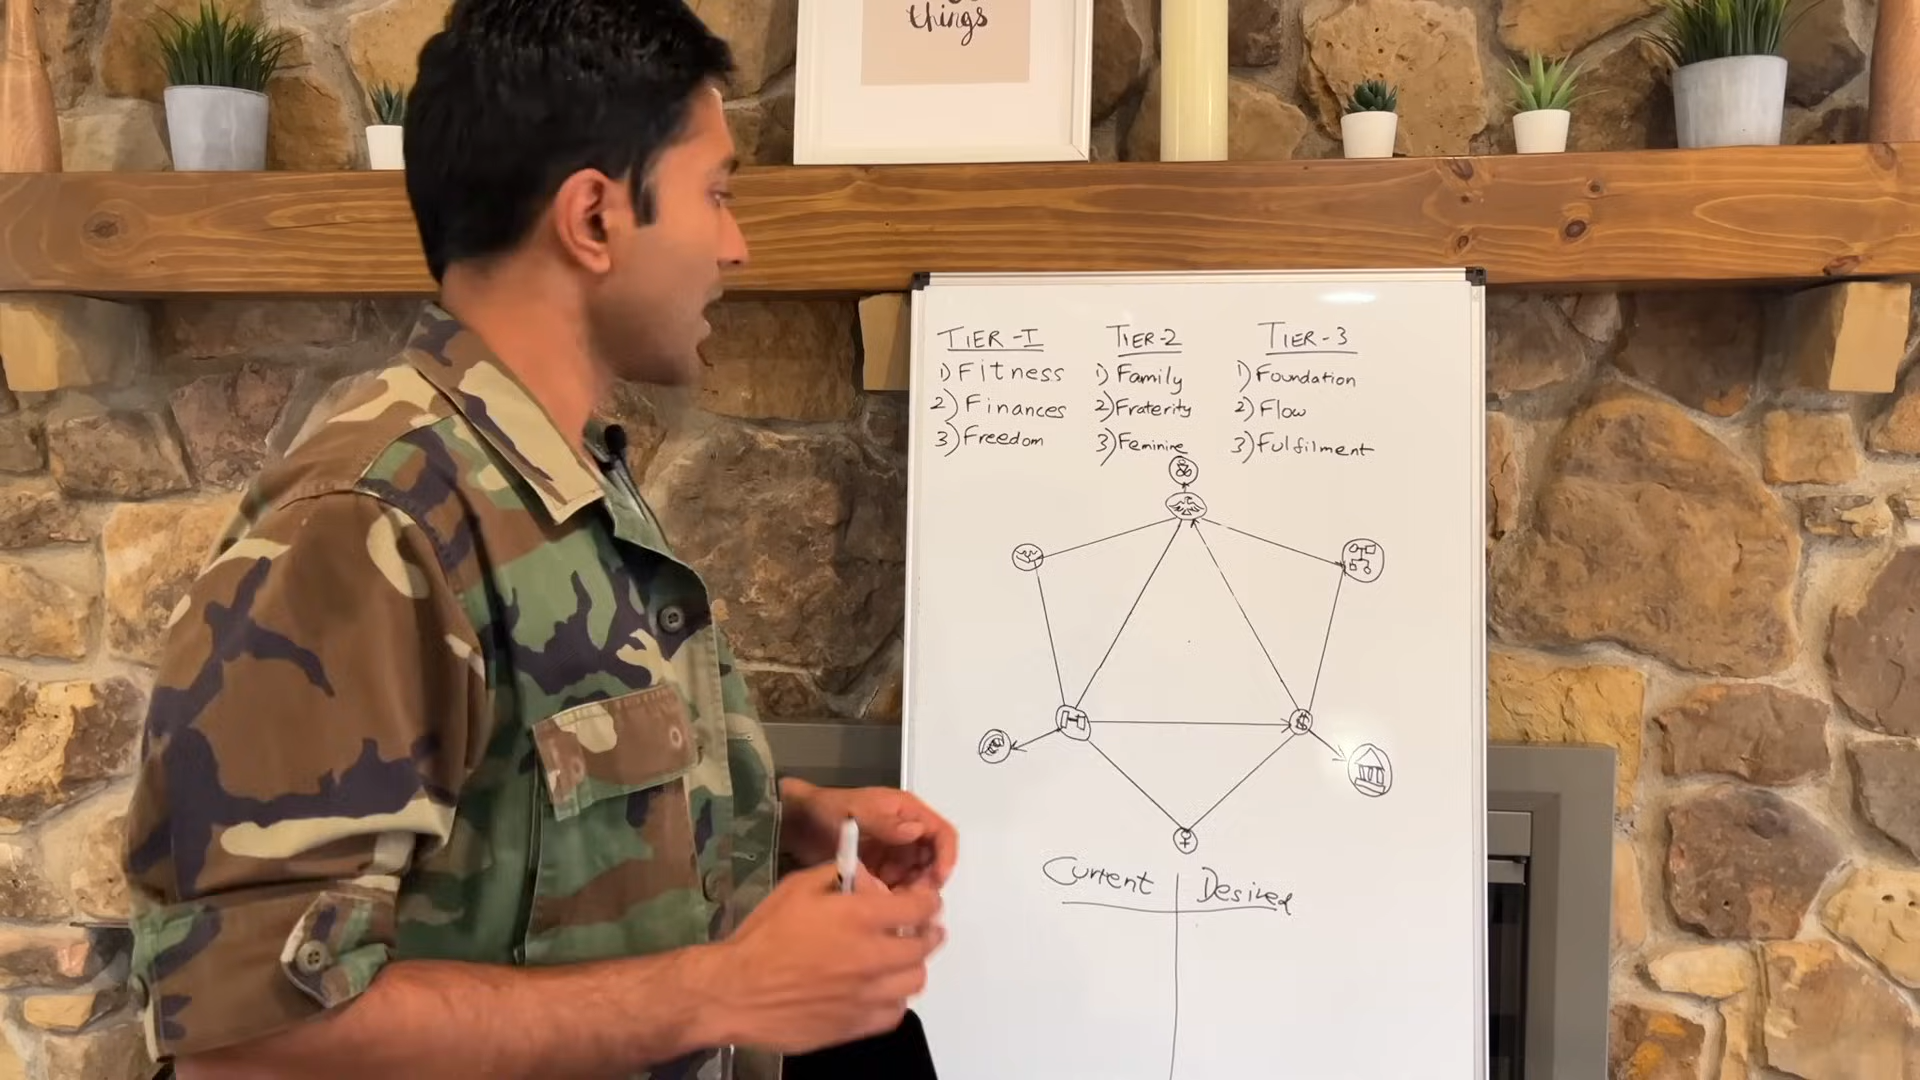 things
TIER-I
1) Fitness
2) Finances
3) Freedom
TIER-2
1) Family
2) Fraterity
3) Feminine
TIER-3
1) Foundation
2) Flow
3) Fulfilment
$
Current
Desired